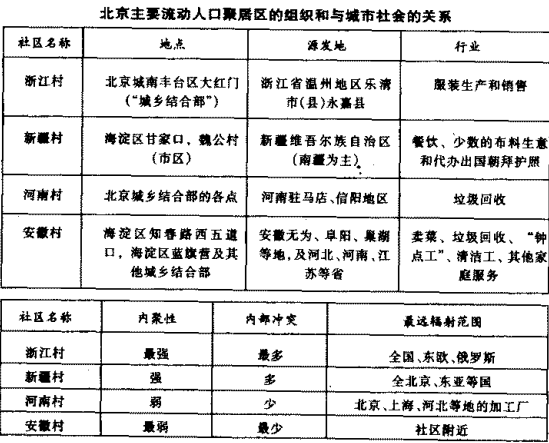 北京主要流动人口聚居区的组织和与城市社会的关系
社区名称 地点 源发地 行业
浙江村 北京城南丰台区大红门 浙江省温州地区乐清 服装生产和销售
(“城乡结合部”) 市(县)永嘉县
新疆村 海淀区甘家口,魏公村 新疆维吾尔族自治区 餐饮、少数的布料生意
(市区) (南疆为主) 和代办出国朝拜护照
河南村 北京城乡结合部的各点 河南驻马店、信阳地区 垃圾回收
安徽村 海淀区知春路西五道 安徽无为、阜阳、巢湖 卖菜、垃圾回收、“钟
口,海淀区蓝旗营及其 等地,及河北、河南、江 点工”、清洁工、其他家
他城乡结合部 苏等省 庭服务
社区名称 内聚性 内部冲突 最远辐射范围
浙江村 最强 最多 全国、东欧、俄罗斯
新疆村 强 多 全北京、东亚等国
河南村 弱 少 北京、上海、河北等地的加工厂
安徽村 最弱 最少 社区附近